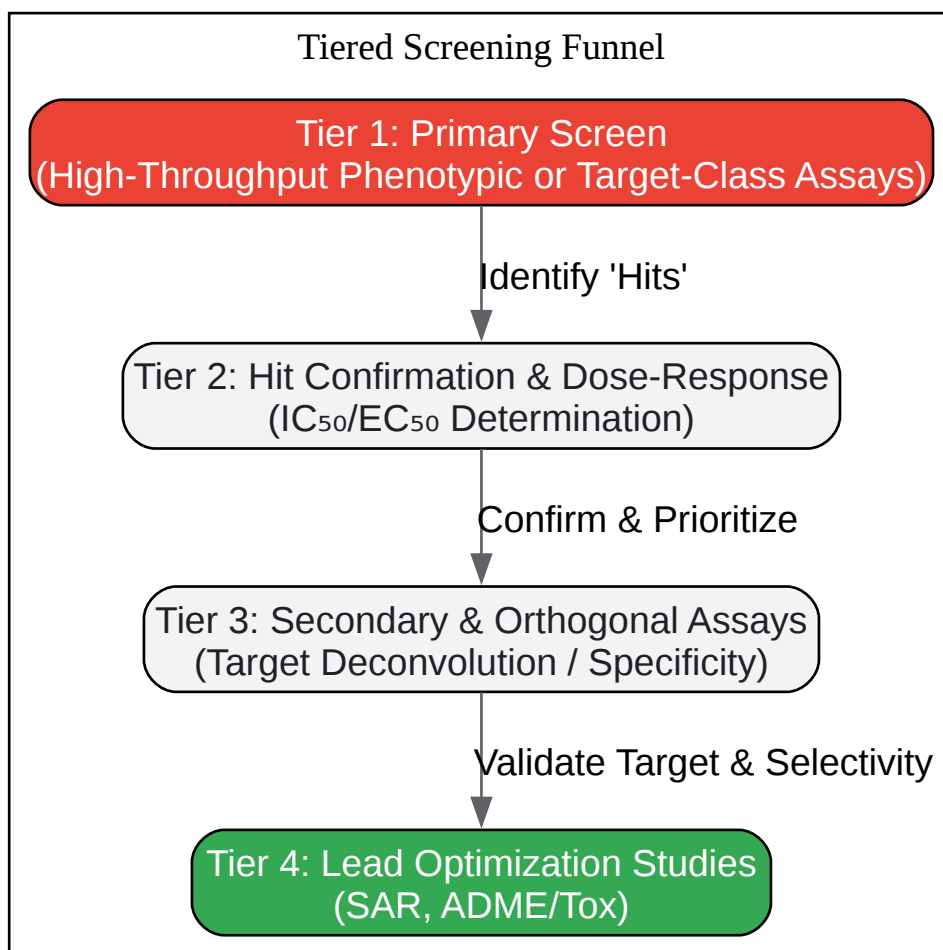 Tiered Screening Funnel
Tier 1: Primary Screen
(High-Throughput Phenotypic or Target-Class Assays)
Identify 'Hits'
Tier 2: Hit Confirmation & Dose-Response
(IC₅₀/EC₅₀ Determination)
Confirm & Prioritize
Tier 3: Secondary & Orthogonal Assays
(Target Deconvolution / Specificity)
Validate Target & Selectivity
Tier 4: Lead Optimization Studies
(SAR, ADME/Tox)